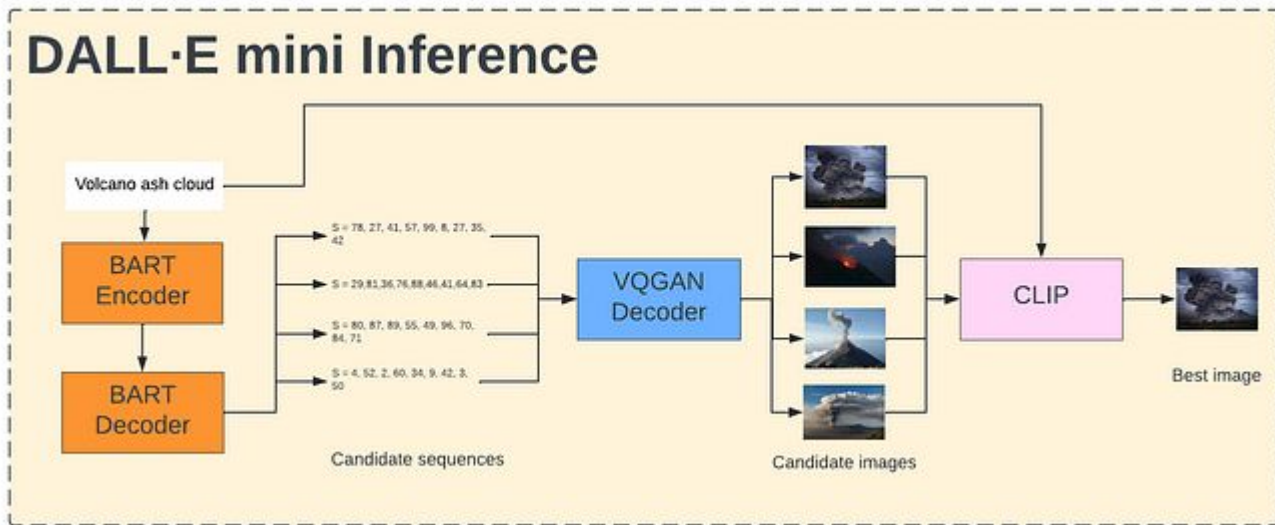 DALL·E mini Inference
Volcano ash cloud
BART
Encoder
BART
Decoder
S = 78, 27, 41, 57, 99, 8, 27, 35,
42
S = 29,81,36,76,88,46,41,64,83
S = 80, 87, 89, 55, 49, 96, 70,
84, 71
S = 4, 52, 2, 60, 34, 9, 42, 3,
50
Candidate sequences
VQGAN
Decoder
Candidate images
CLIP
Best image